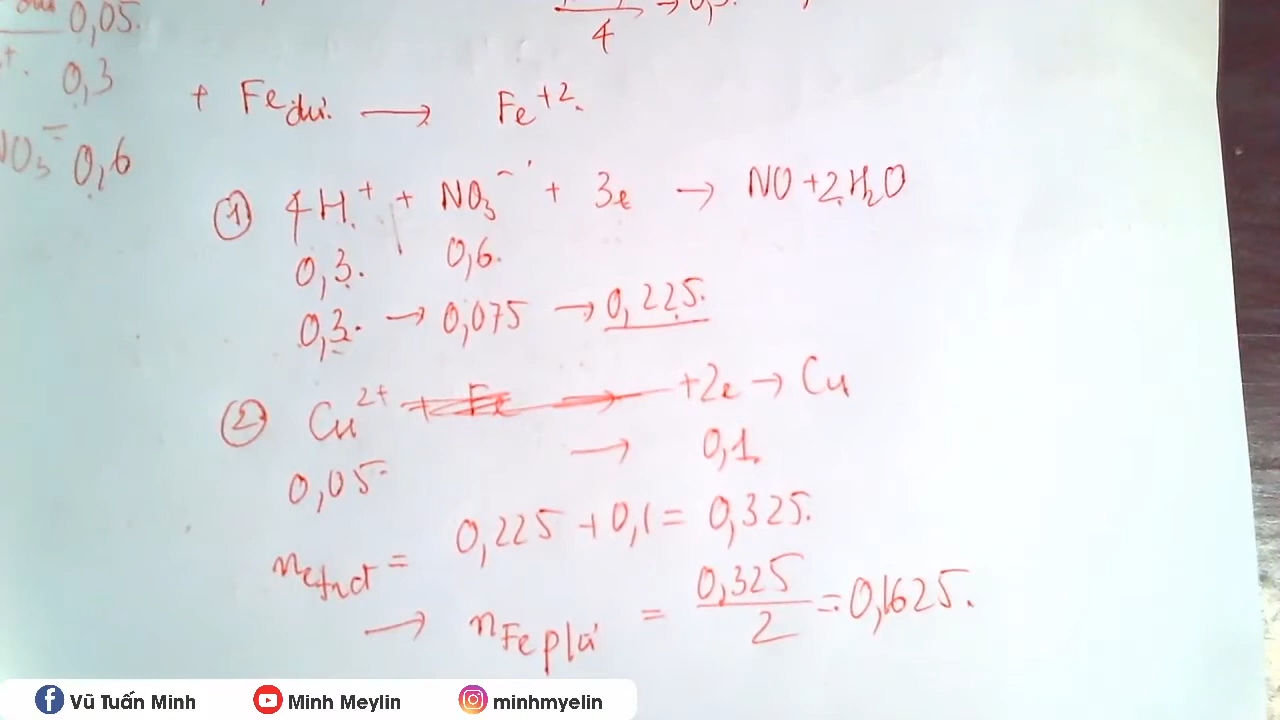 0,05.
4 → 0,
0,3
NO3⁻ 0,6
+ Fe dư. → Fe⁺².
① 4H⁺ + NO3⁻ + 3e → NO + 2H2O
0,3. 0,6.
0,3. → 0,075 → 0,225.
② Cu²⁺ +2e → Cu
0,05. → 0,1.
n e trđt = 0,225 + 0,1 = 0,325.
→ n Fe pứ = 0,325/2 = 0,1625.
Vũ Tuấn Minh Minh Meylin minhmyelin